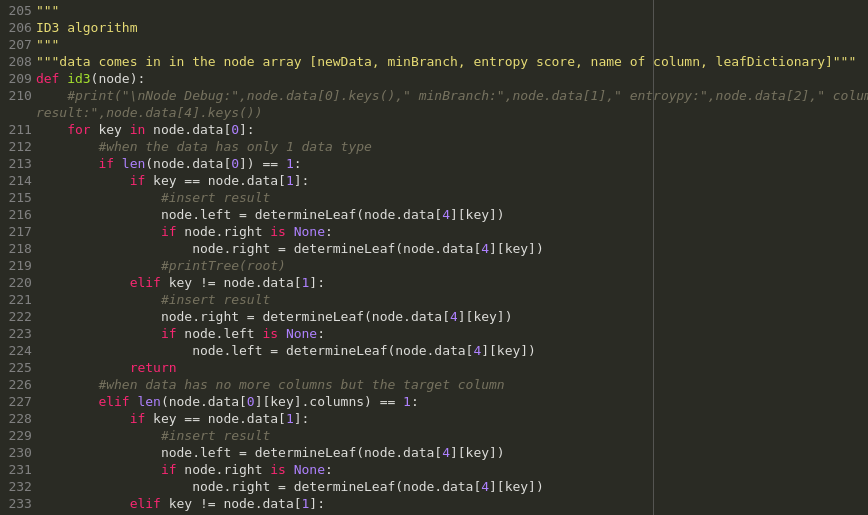 205 """
206 ID3 algorithm
207 """
208 """data comes in in the node array [newData, minBranch, entropy score, name of column, leafDictionary]"""
209 def id3(node):
210     #print("\nNode Debug:",node.data[0].keys()," minBranch:",node.data[1]," entroypy:",node.data[2]," colum
result:",node.data[4].keys())
211     for key in node.data[0]:
212         #when the data has only 1 data type
213         if len(node.data[0]) == 1:
214             if key == node.data[1]:
215                 #insert result
216                 node.left = determineLeaf(node.data[4][key])
217                 if node.right is None:
218                     node.right = determineLeaf(node.data[4][key])
219                 #printTree(root)
220             elif key != node.data[1]:
221                 #insert result
222                 node.right = determineLeaf(node.data[4][key])
223                 if node.left is None:
224                     node.left = determineLeaf(node.data[4][key])
225             return
226         #when data has no more columns but the target column
227         elif len(node.data[0][key].columns) == 1:
228             if key == node.data[1]:
229                 #insert result
230                 node.left = determineLeaf(node.data[4][key])
231                 if node.right is None:
232                     node.right = determineLeaf(node.data[4][key])
233             elif key != node.data[1]: